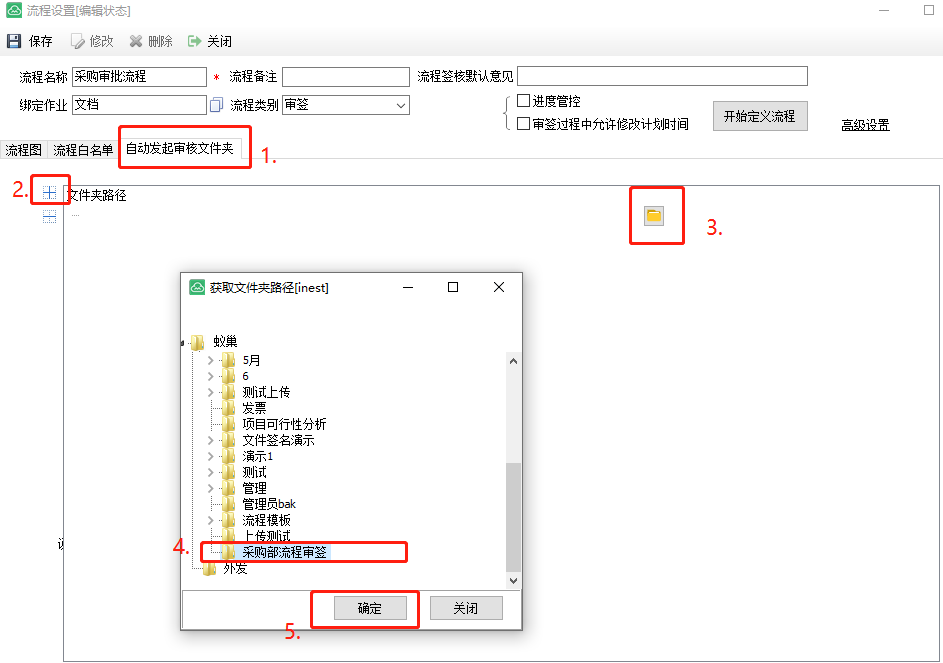 流程设置[编辑状态]
保存 修改 删除 关闭
流程名称 采购审批流程 * 流程备注 流程签核默认意见
绑定作业 文档 流程类别 审签 进度管控
审签过程中允许修改计划时间 开始定义流程 高级设置
流程图 流程白名单 自动发起审核文件夹 1.
2. 文件夹路径
3.
获取文件夹路径[inest]
蚁巢
5月
6
测试上传
发票
项目可行性分析
文件签名演示
演示1
测试
管理
管理员bak
流程模板
上传测试
4. 采购部流程审签
外发
确定 关闭
5.